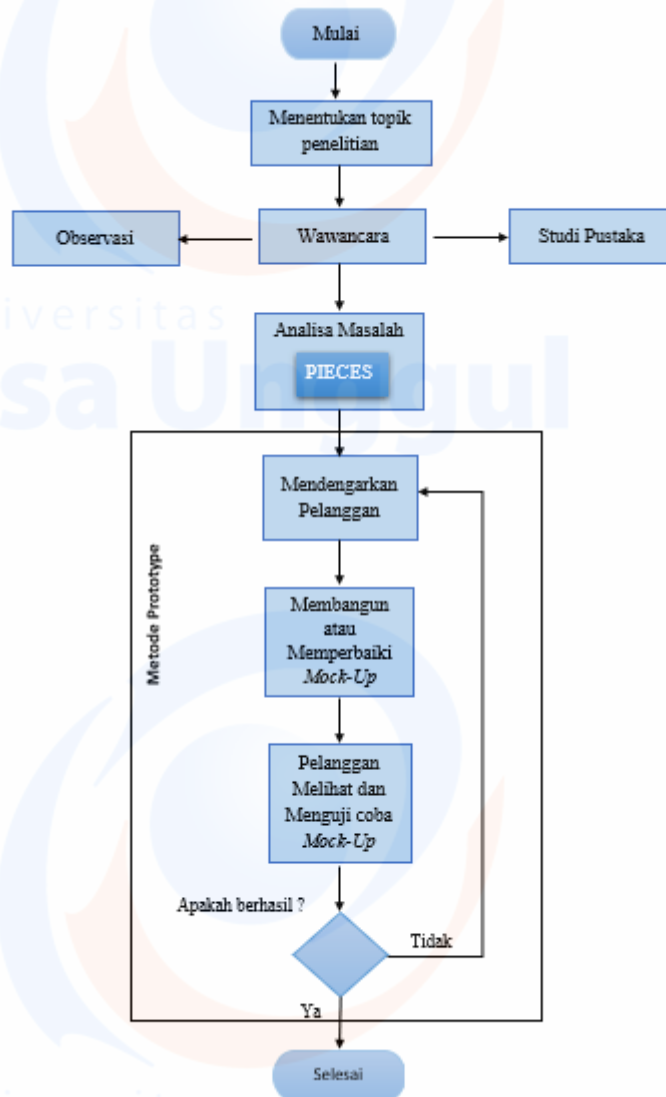 Mulai
Menentukan topik
penelitian
Observasi
Wawancara
Studi Pustaka
Analisa Masalah
PIECES
Metode Prototype
Mendengarkan
Pelanggan
Membangun
atau
Memperbaiki
Mock-Up
Pelanggan
Melihat dan
Menguji coba
Mock-Up
Apakah berhasil ?
Tidak
Ya
Selesai